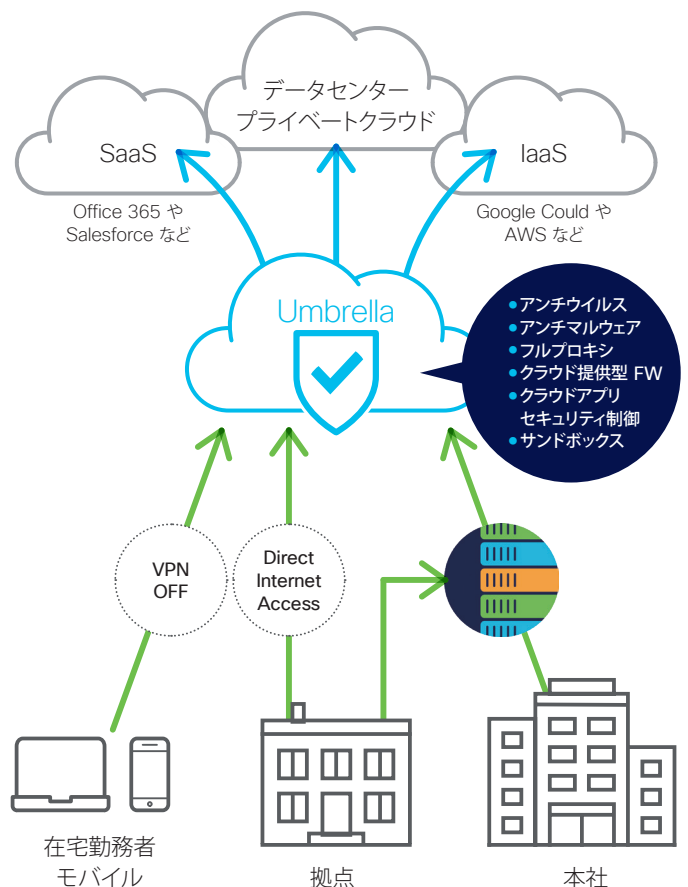 データセンター
プライベートクラウド
SaaS
IaaS
Office 365 や
Salesforce など
Google Could や
AWS など
Umbrella
•アンチウイルス
•アンチマルウェア
•フルプロキシ
•クラウド提供型 FW
•クラウドアプリ
セキュリティ制御
•サンドボックス
VPN
OFF
Direct
Internet
Access
在宅勤務者
モバイル
拠点
本社